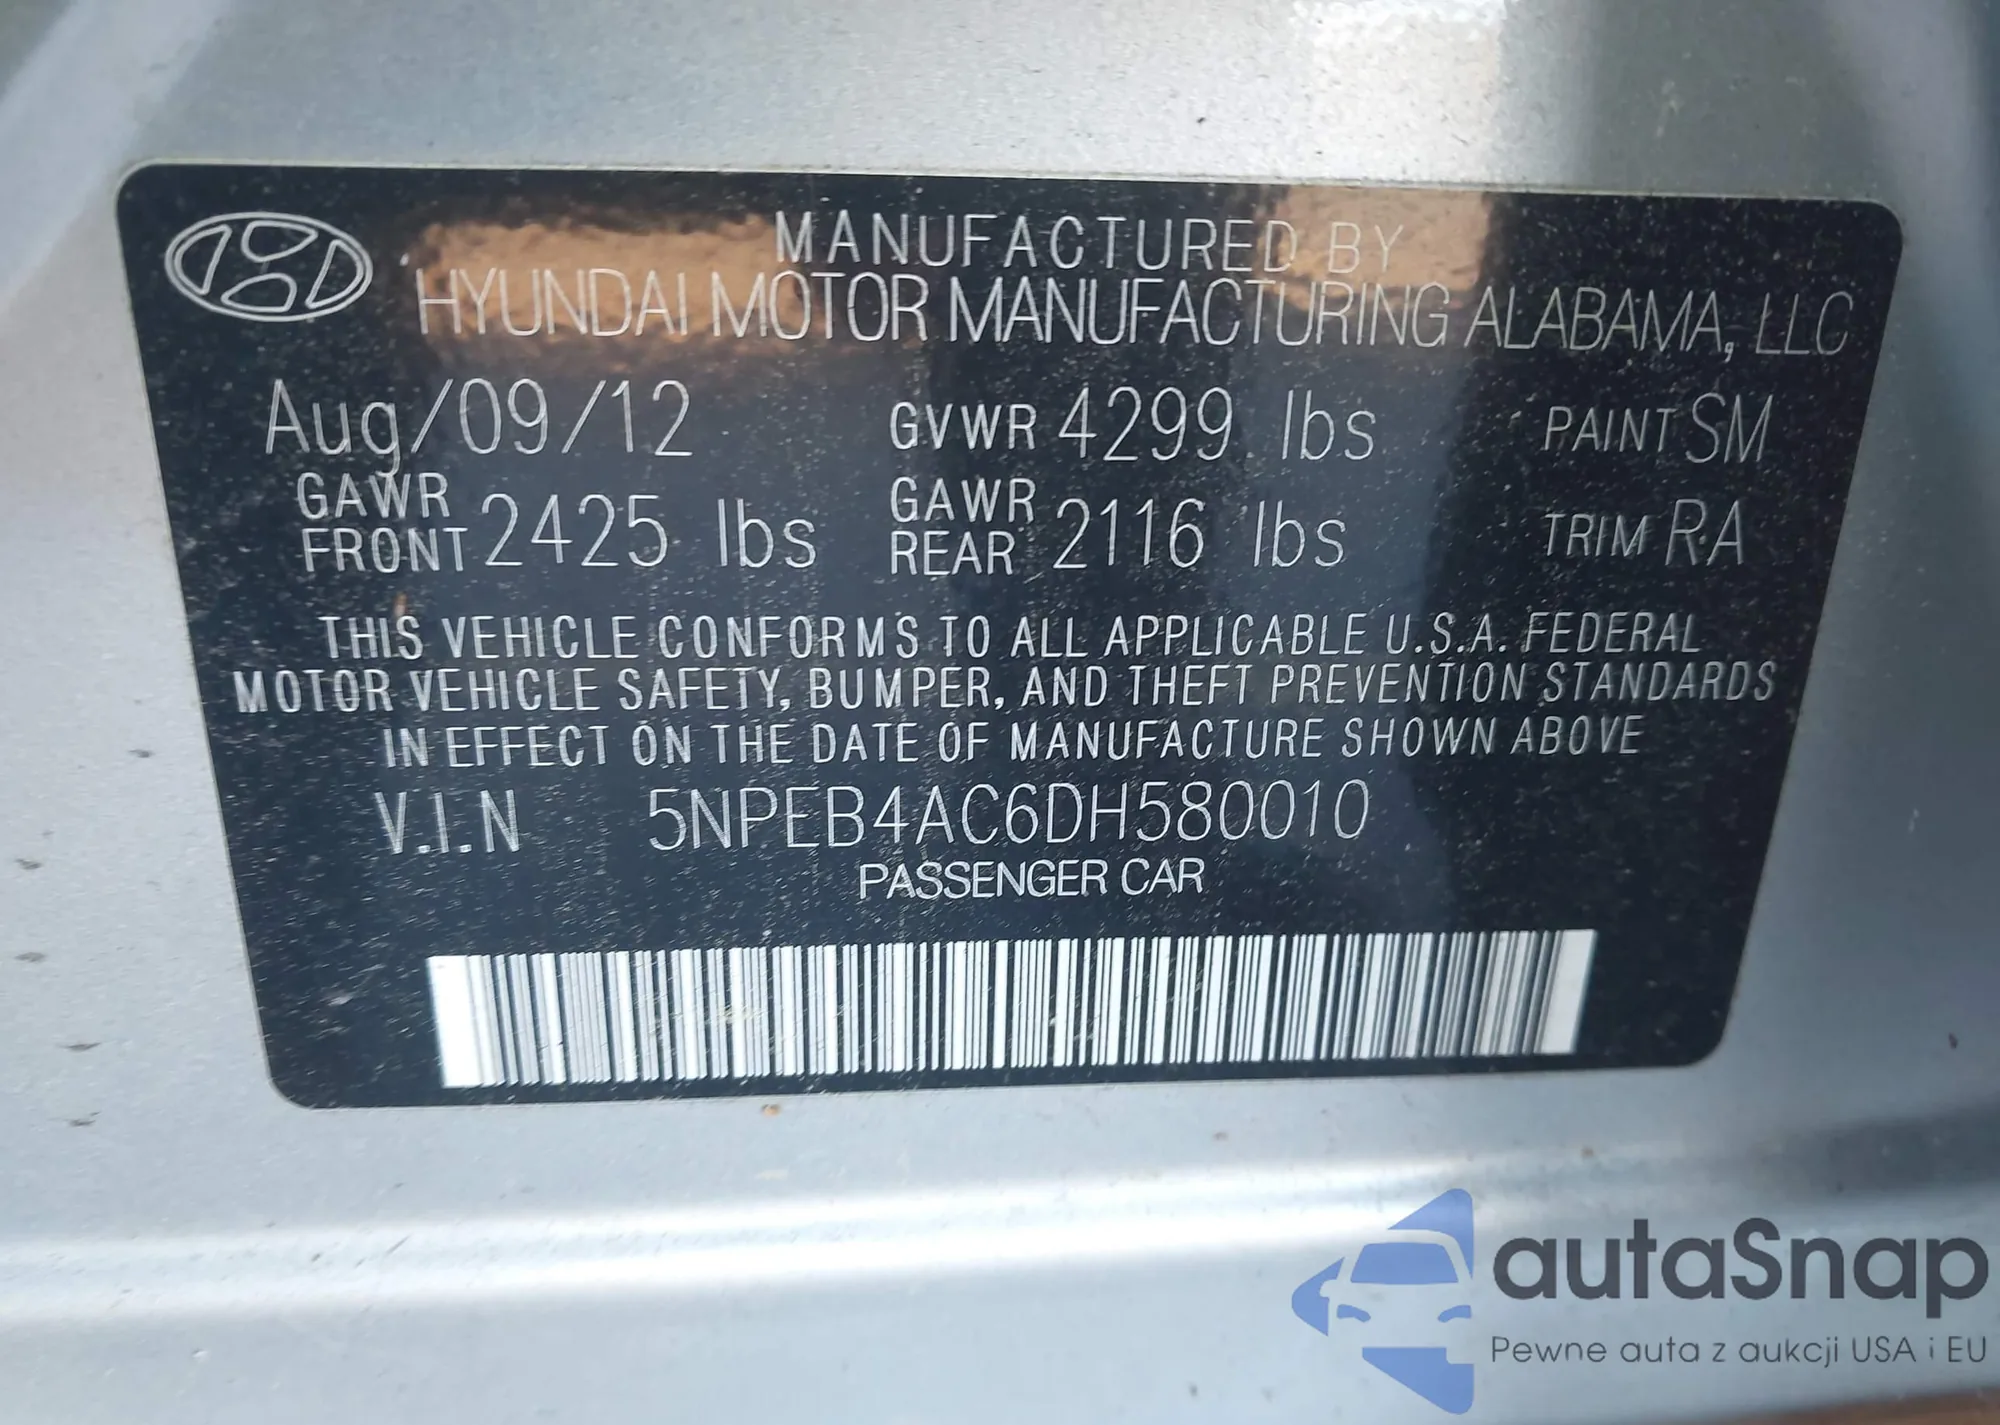 MANUFACTURED BY
HYUNDAI MOTOR MANUFACTURING ALABAMA, LLC
Aug/09/12 GVWR 4299 lbs PAINT SM
GAWR FRONT 2425 lbs GAWR REAR 2116 lbs TRIM RA
THIS VEHICLE CONFORMS TO ALL APPLICABLE U.S.A. FEDERAL
MOTOR VEHICLE SAFETY, BUMPER, AND THEFT PREVENTION STANDARDS
IN EFFECT ON THE DATE OF MANUFACTURE SHOWN ABOVE
V.I.N 5NPEB4AC6DH580010
PASSENGER CAR
autaSnap
Pewne auta z aukcji USA i EU